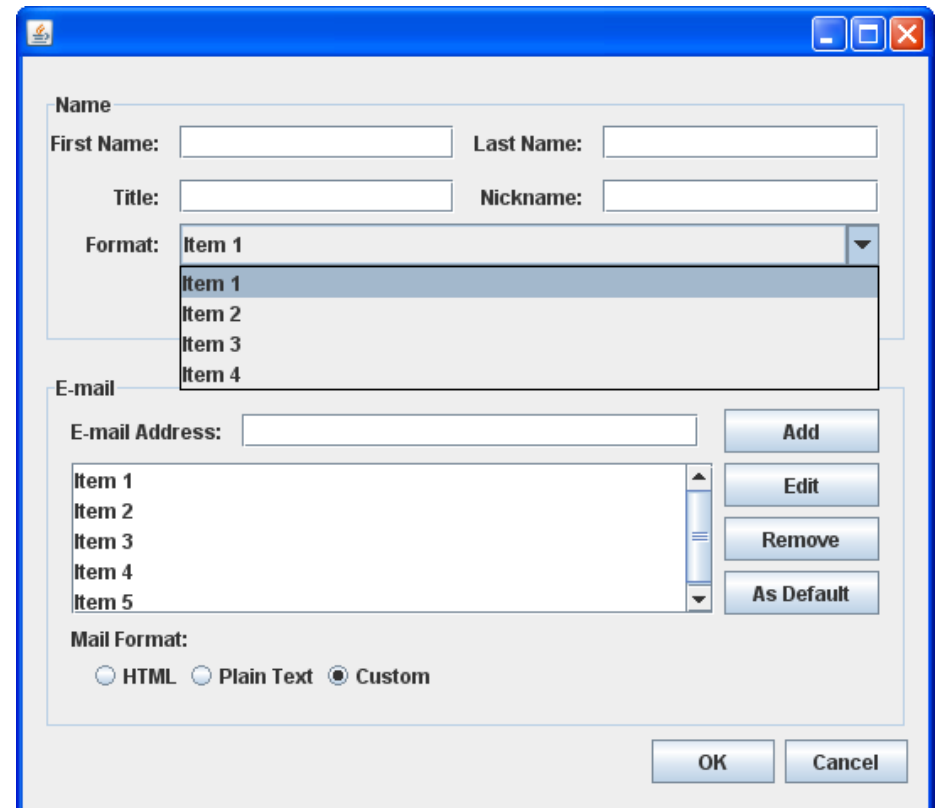 Name
First Name: Last Name:
Title: Nickname:
Format: Item 1
Item 1
Item 2
Item 3
Item 4
E-mail
E-mail Address: Add
Item 1
Item 2
Item 3
Item 4
Item 5
Edit
Remove
As Default
Mail Format:
HTML Plain Text Custom
OK Cancel